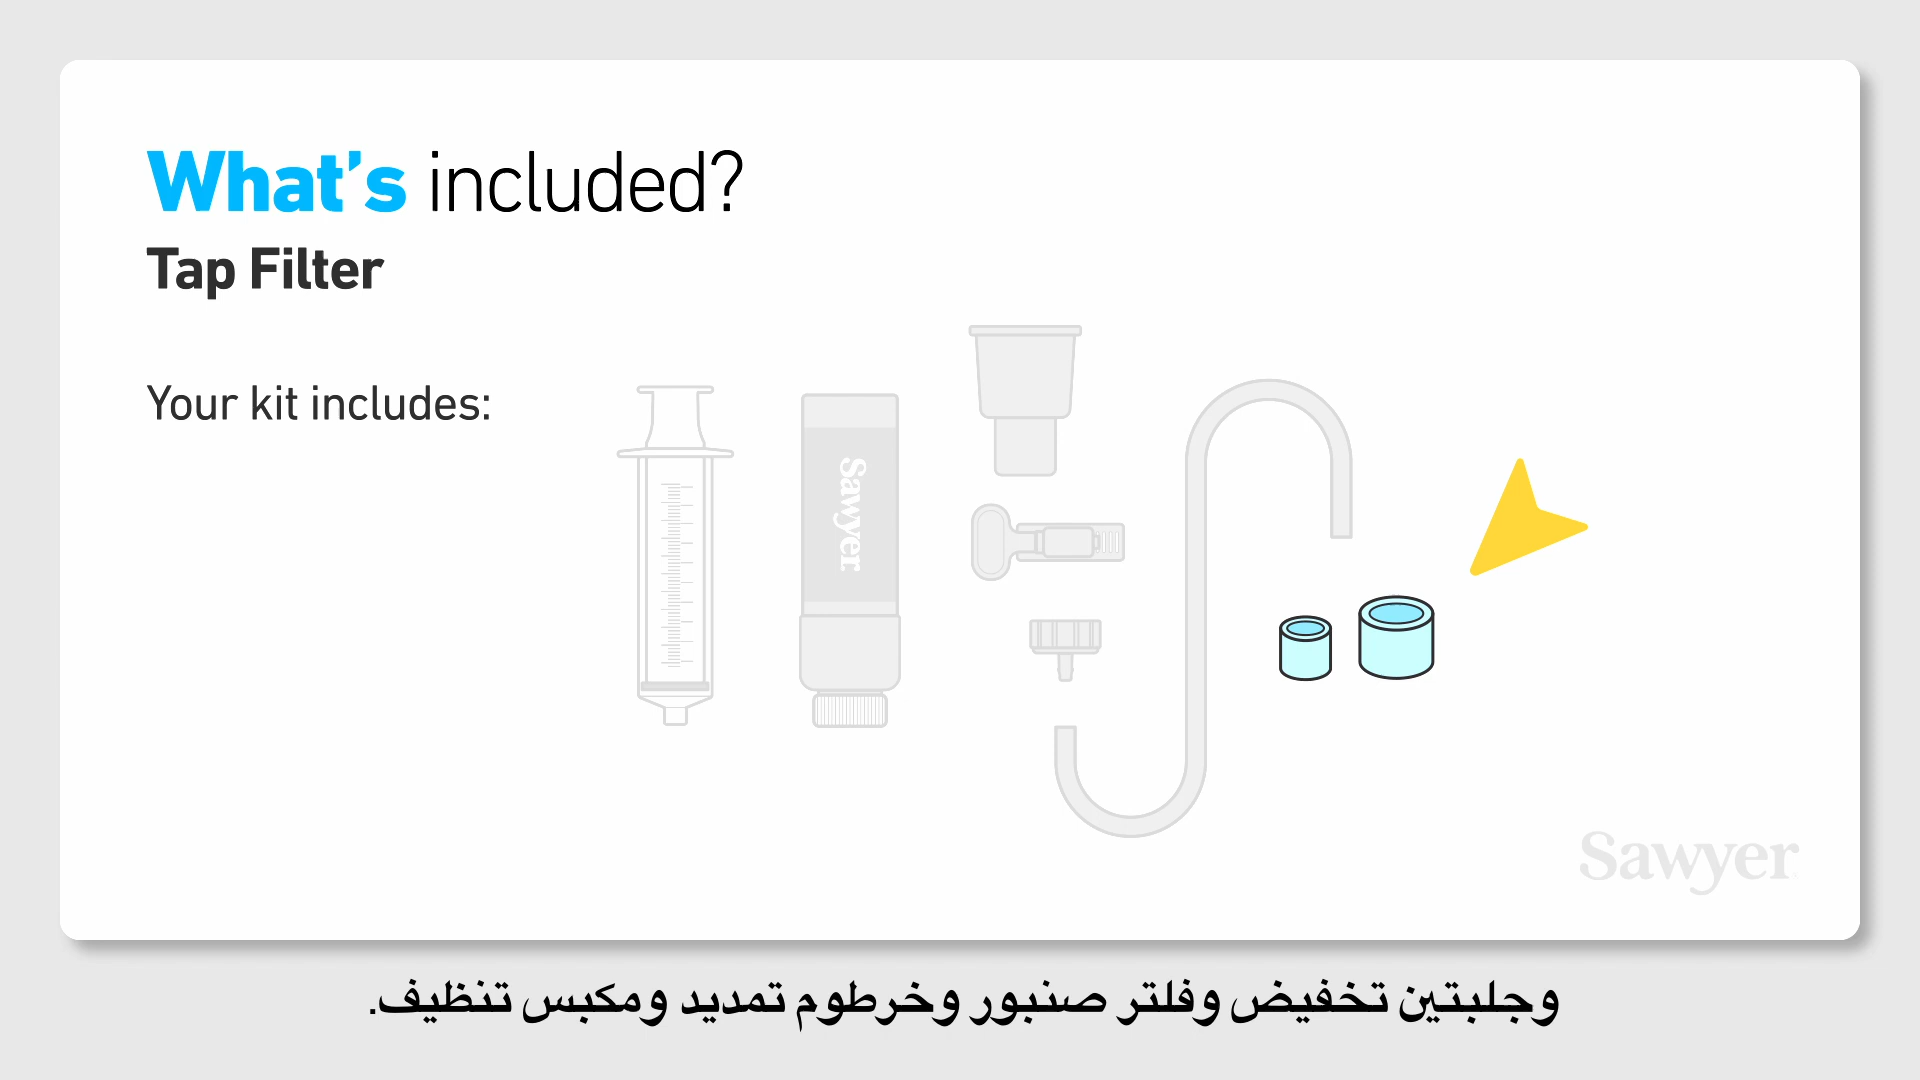 What's included?
Tap Filter
Your kit includes:
Sawyer
Sawyer
وجلبتين تخفيض وفلتر صنبور وخرطوم تمديد ومكبس تنظيف.